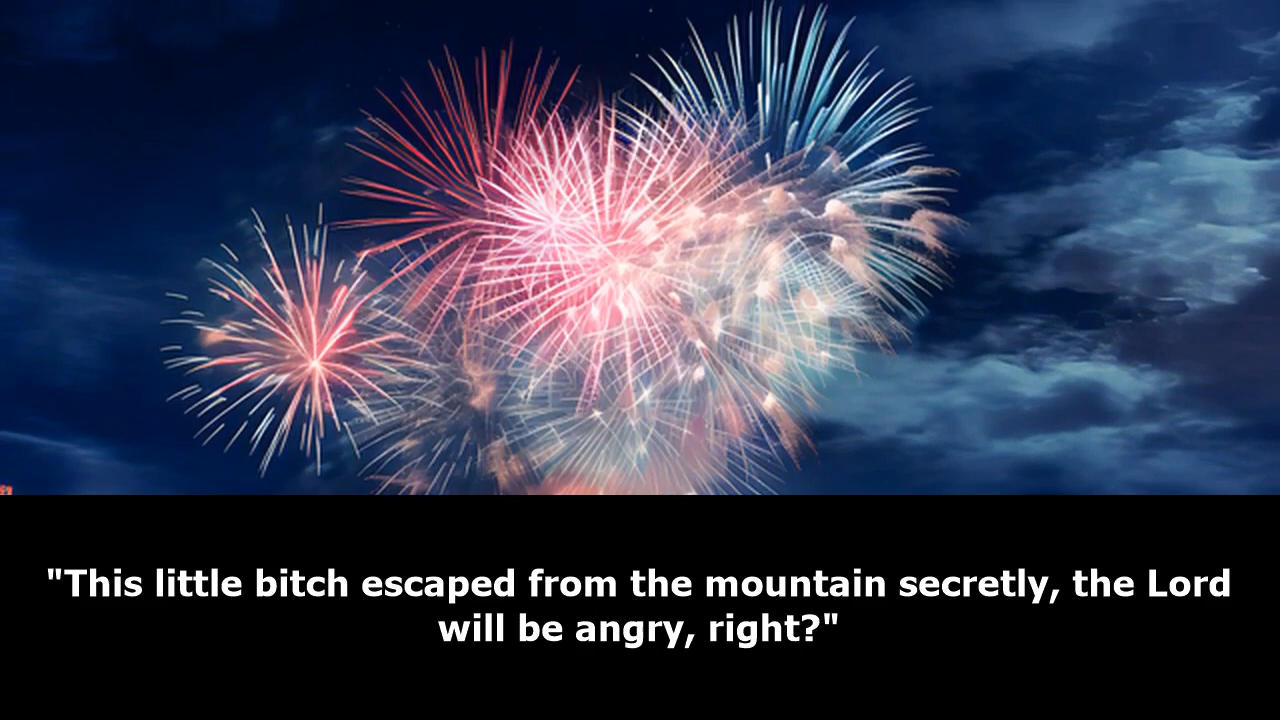 "This little bitch escaped from the mountain secretly, the Lord
will be angry, right?"